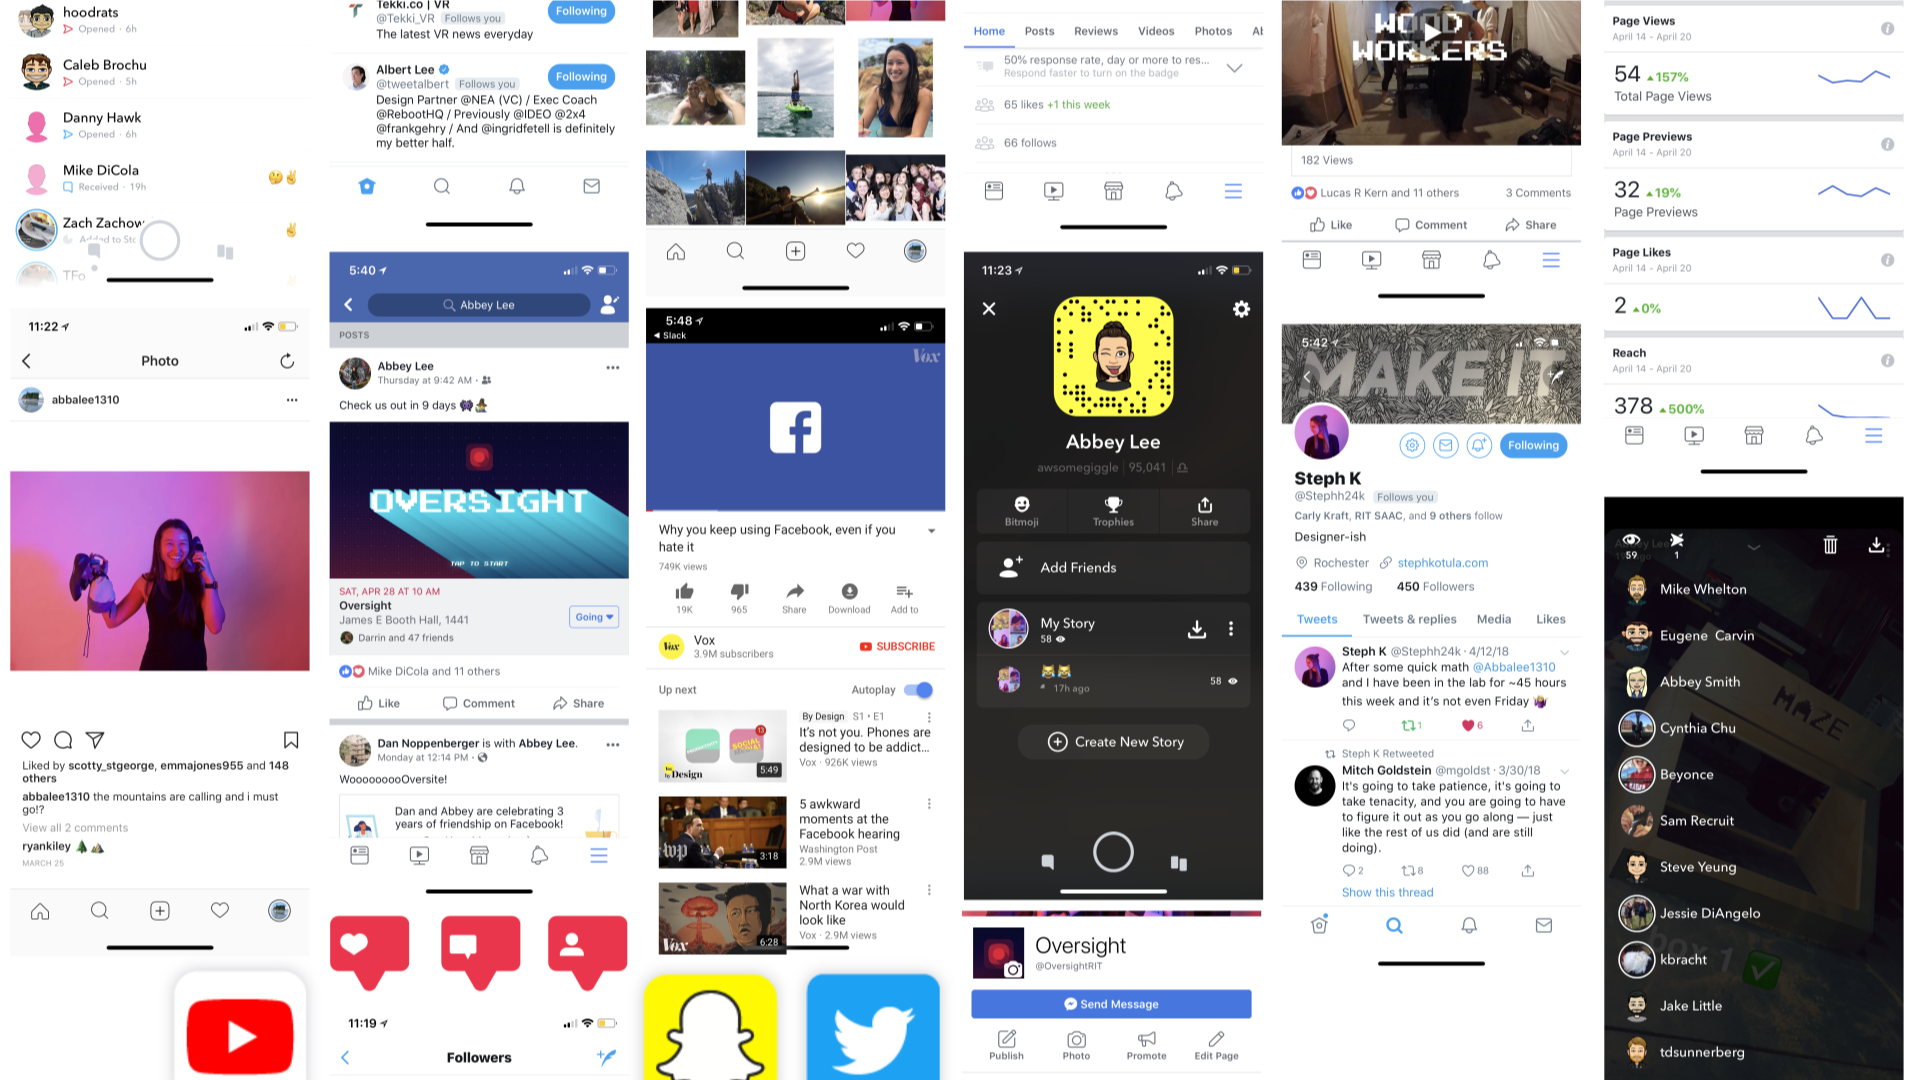 hoodrats
Opened · 6h
Caleb Brochu
Opened · 5h
Danny Hawk
Opened · 6h
Mike DiCola
Received · 19h
Zach Zachow
Added to Stc
TFo
11:22
Photo
abbalee1310
Liked by scotty_stgeorge, emmajones955 and 148
others
abbalee1310 the mountains are calling and i must
go!?
View all 2 comments
ryankiley
MARCH 25
Tekki.co | VR
@Tekki_VR Follows you
Following
The latest VR news everyday
Albert Lee
@tweetalbert Follows you
Following
Design Partner @NEA (VC) / Exec Coach
@RebootHQ / Previously @IDEO @2x4
@frankgehry / And @ingridfetell is definitely
my better half.
5:40
Abbey Lee
POSTS
Abbey Lee
Thursday at 9:42 AM ·
Check us out in 9 days
OVERSIGHT
TAP TO START
SAT, APR 28 AT 10 AM
Oversight
James E Booth Hall, 1441
Going
Darrin and 47 friends
Mike DiCola and 11 others
Like Comment Share
Dan Noppenberger is with Abbey Lee.
Monday at 12:14 PM ·
WooooooooOversite!
Dan and Abbey are celebrating 3
years of friendship on Facebook!
11:19
Followers
5:48
Slack
Vox
Why you keep using Facebook, even if you
hate it
749K views
19K 965 Share Download Add to
Vox
Vox
3.9M subscribers
SUBSCRIBE
Up next
Autoplay
By Design S1 • E1
It's not you. Phones are
designed to be addict...
Vox · 926K views
13
by Design
5:49
5 awkward
moments at the
Facebook hearing
Washington Post
2.9M views
wp
3:18
What a war with
North Korea would
look like
Vox · 2.9M views
Vox
6:28
Home Posts Reviews Videos Photos Al
50% response rate, day or more to res...
Respond faster to turn on the badge
65 likes +1 this week
66 follows
11:23
Abbey Lee
awsomegiggle | 95,041
Bitmoji Trophies Share
Add Friends
My Story
58
17h ago
58
Create New Story
Oversight
@OversightRIT
Send Message
Publish Photo Promote Edit Page
WOOD
WORKERS
182 Views
Lucas R Kern and 11 others
3 Comments
Like Comment Share
5:42
MAKE IT
Following
Steph K
@Stephh24k Follows you
Carly Kraft, RIT SAAC, and 9 others follow
Designer-ish
Rochester stephkotula.com
439 Following 450 Followers
Tweets Tweets & replies Media Likes
Steph K @Stephh24k · 4/12/18
After some quick math @Abbalee1310
and I have been in the lab for ~45 hours
this week and it's not even Friday
1 6
Steph K Retweeted
Mitch Goldstein @mgoldst · 3/30/18
It's going to take patience, it's going to
take tenacity, and you are going to have
to figure it out as you go along — just
like the rest of us did (and are still
doing).
2 8 88
Show this thread
Page Views
April 14 - April 20
54 157%
Total Page Views
Page Previews
April 14 - April 20
32 19%
Page Previews
Page Likes
April 14 - April 20
2 0%
Reach
April 14 - April 20
378 500%
59 1
MAZE
Mike Whelton
Eugene Carvin
Abbey Smith
Cynthia Chu
Beyonce
Sam Recruit
Steve Yeung
Jessie DiAngelo
kbracht
Jake Little
tdsunnerberg